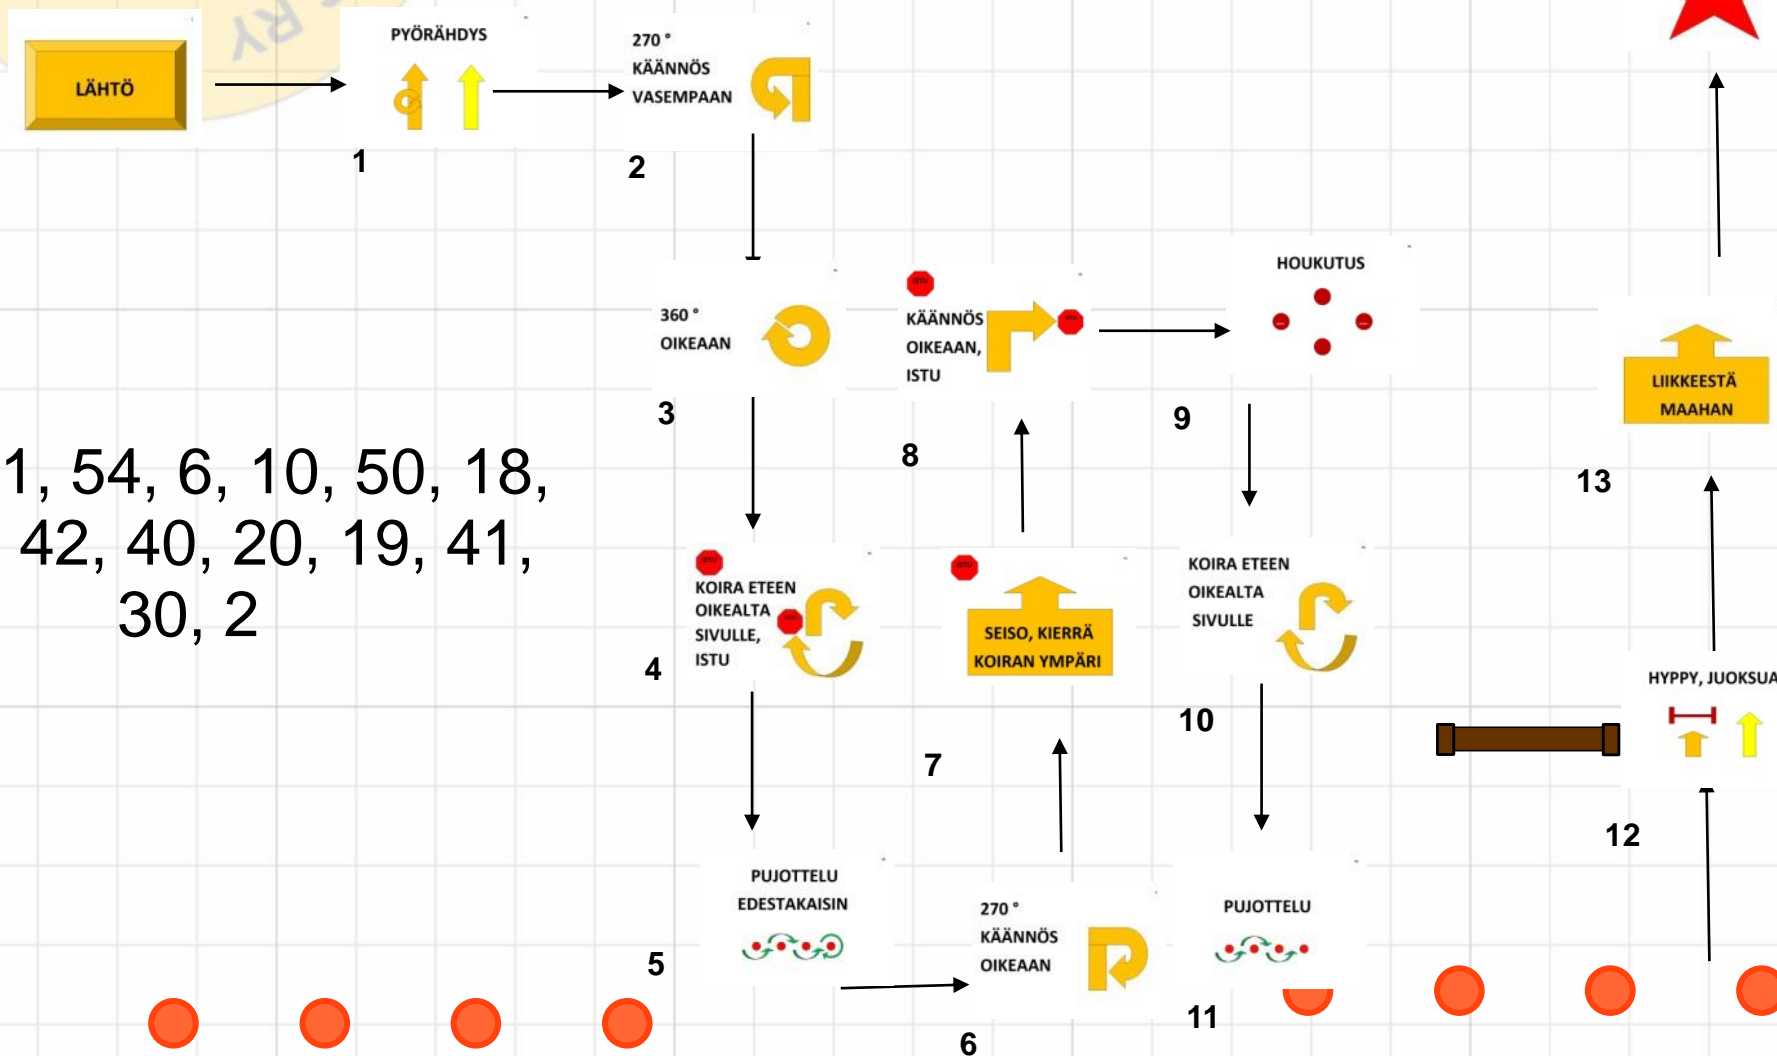 RY
LÄHTÖ
PYÖRÄHDYS
1
270 °
KÄÄNNÖS
VASEMPAAN
2
360 °
OIKEAAN
3
ISTU
KOIRA ETEEN
OIKEALTA
SIVULLE,
ISTU
4
PUJOTTELU
EDESTAKAISIN
5
270 °
KÄÄNNÖS
OIKEAAN
6
SEISO, KIERRÄ
KOIRAN YMPÄRI
7
KÄÄNNÖS
OIKEAAN,
ISTU
8
HOUKUTUS
9
KOIRA ETEEN
OIKEALTA
SIVULLE
10
PUJOTTELU
11
HYPPY, JUOKSUA
12
LIIKKEESTÄ
MAAHAN
13
1, 54, 6, 10, 50, 18,
42, 40, 20, 19, 41,
30, 2